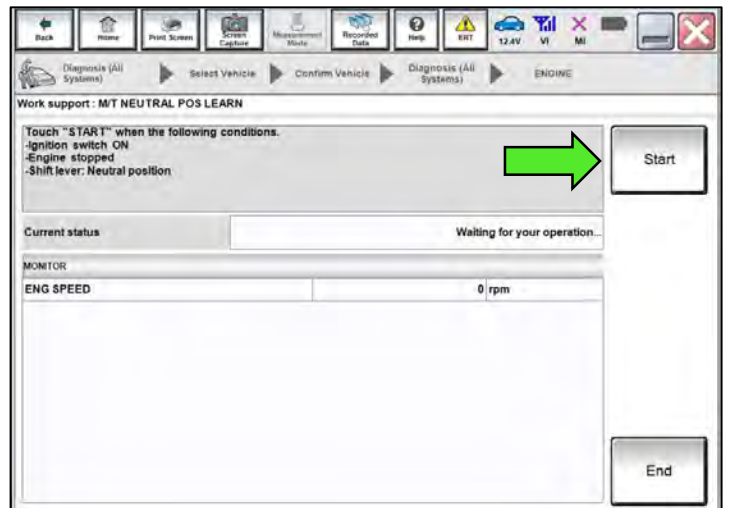 Back
Home
Print Screen
Screen Capture
Measurement Mode
Recorded Data
Help
ERT
12.4V
VI
MI
Diagnosis (All Systems)
Select Vehicle
Confirm Vehicle
Diagnosis (All Systems)
ENGINE
Work support : M/T NEUTRAL POS LEARN
Touch "START" when the following conditions.
-Ignition switch ON
-Engine stopped
-Shift lever: Neutral position
Start
Current status
Waiting for your operation...
MONITOR
ENG SPEED
0 rpm
End